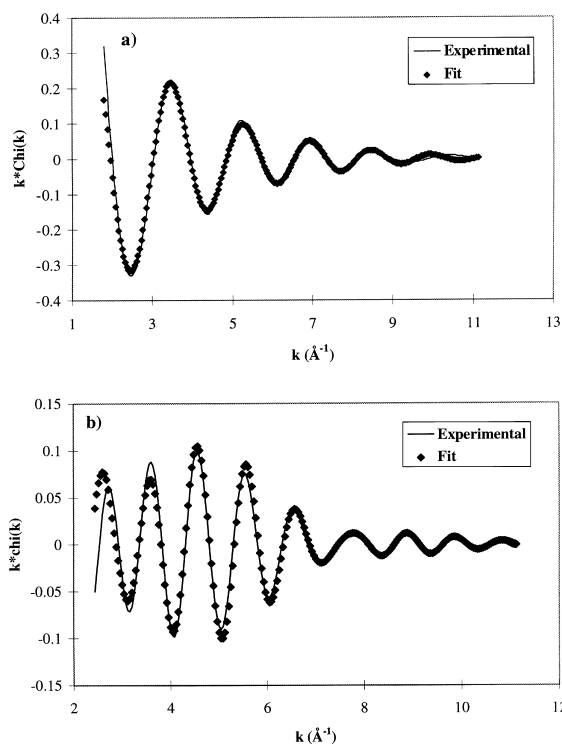 a)
Experimental
Fit
0.4
0.3
0.2
0.1
0
-0.1
-0.2
-0.3
-0.4
k*Chi(k)
1 3 5 7 9 11 13
k (Å-1)
b)
Experimental
Fit
0.15
0.1
0.05
0
-0.05
-0.1
-0.15
k*chi(k)
2 4 6 8 10 12
k (Å-1)